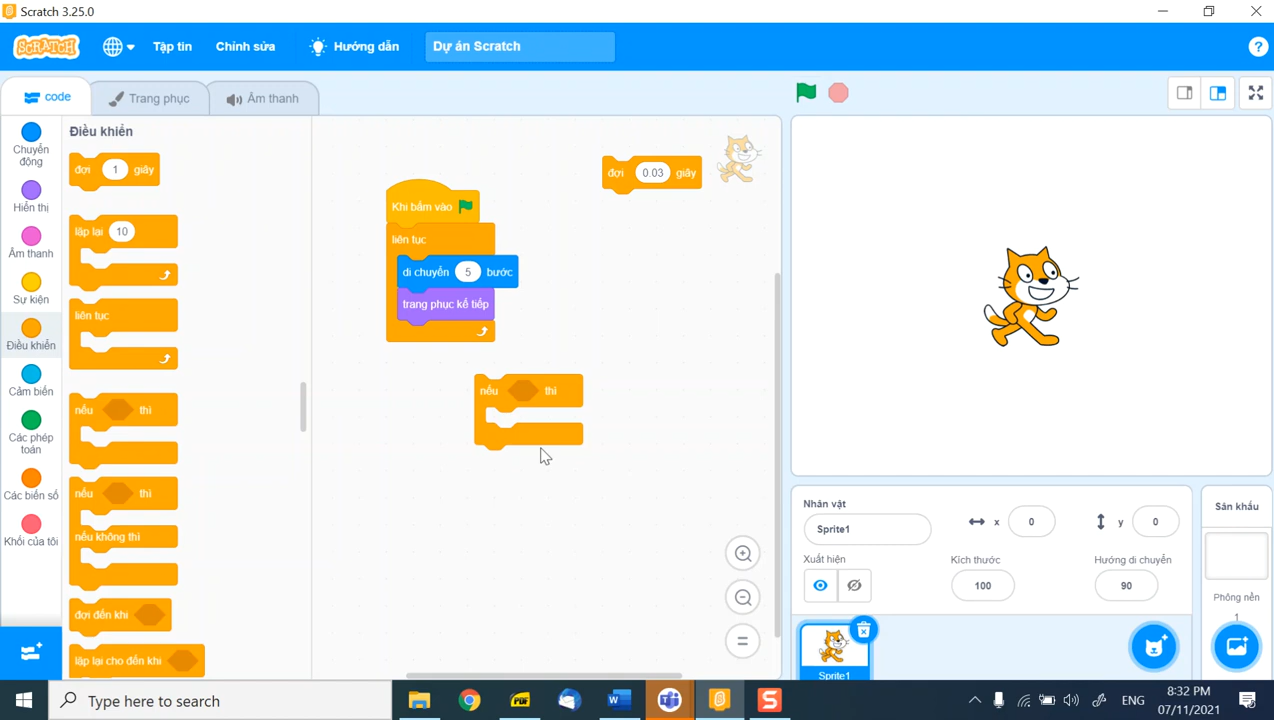 Scratch 3.25.0
SCRATCH
Tập tin
Chỉnh sửa
Hướng dẫn
Dự án Scratch
?
code
Trang phục
Âm thanh
Chuyển động
Hiển thị
Âm thanh
Sự kiện
Điều khiển
Cảm biến
Các phép toán
Các biến số
Khối của tôi
Điều khiển
đợi 1 giây
lặp lại 10
liên tục
nếu thì
nếu thì
nếu không thì
đợi đến khi
lặp lại cho đến khi
đợi 0.03 giây
Khi bấm vào
liên tục
di chuyển 5 bước
trang phục kế tiếp
nếu thì
Nhân vật
Sprite1
x 0
y 0
Xuất hiện
Kích thước
100
Hướng di chuyển
90
Sprite1
Sân khấu
Phông nền
1
Type here to search
PDF
ENG
8:32 PM
07/11/2021